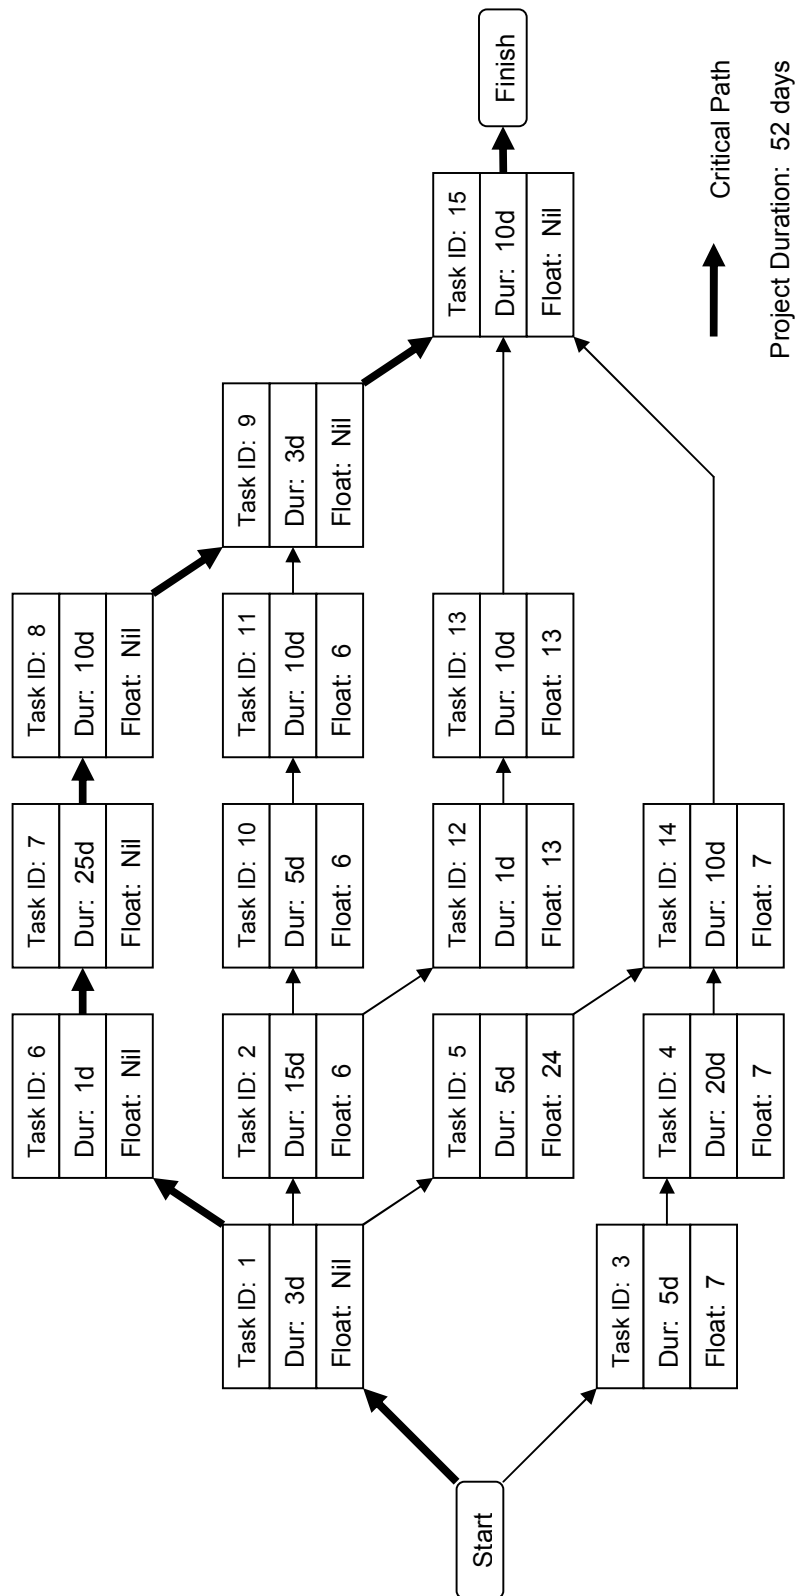 Start
Task ID: 1
Dur: 3d
Float: Nil
Task ID: 3
Dur: 5d
Float: 7
Task ID: 6
Dur: 1d
Float: Nil
Task ID: 2
Dur: 15d
Float: 6
Task ID: 5
Dur: 5d
Float: 24
Task ID: 4
Dur: 20d
Float: 7
Task ID: 7
Dur: 25d
Float: Nil
Task ID: 10
Dur: 5d
Float: 6
Task ID: 12
Dur: 1d
Float: 13
Task ID: 14
Dur: 10d
Float: 7
Task ID: 8
Dur: 10d
Float: Nil
Task ID: 11
Dur: 10d
Float: 6
Task ID: 13
Dur: 10d
Float: 13
Task ID: 9
Dur: 3d
Float: Nil
Task ID: 15
Dur: 10d
Float: Nil
Finish
Critical Path
Project Duration: 52 days